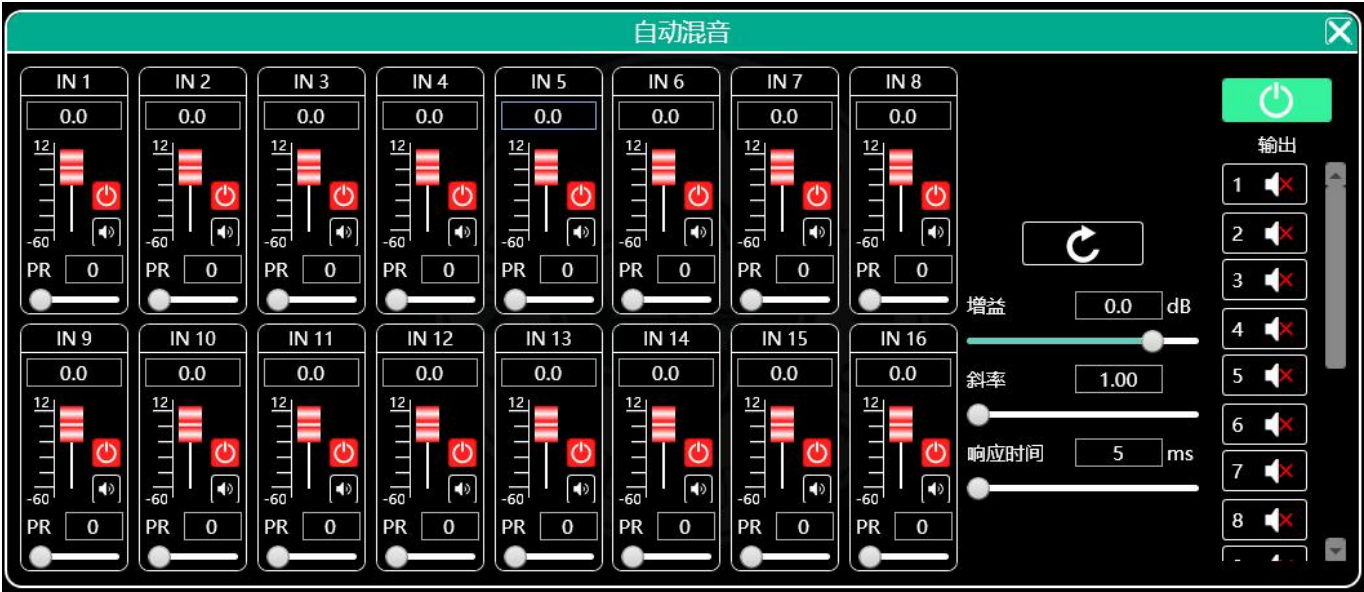 自动混音
IN 1 IN 2 IN 3 IN 4 IN 5 IN 6 IN 7 IN 8
0.0 0.0 0.0 0.0 0.0 0.0 0.0 0.0
输出
12 12 12 12 12 12 12 12
1
2
-60 -60 -60 -60 -60 -60 -60 -60
PR 0 PR 0 PR 0 PR 0 PR 0 PR 0 PR 0 PR 0
3
增益 0.0 dB
4
IN 9 IN 10 IN 11 IN 12 IN 13 IN 14 IN 15 IN 16
0.0 0.0 0.0 0.0 0.0 0.0 0.0 0.0
斜率 1.00
5
12 12 12 12 12 12 12 12
6
响应时间 5 ms
7
-60 -60 -60 -60 -60 -60 -60 -60
PR 0 PR 0 PR 0 PR 0 PR 0 PR 0 PR 0 PR 0
8